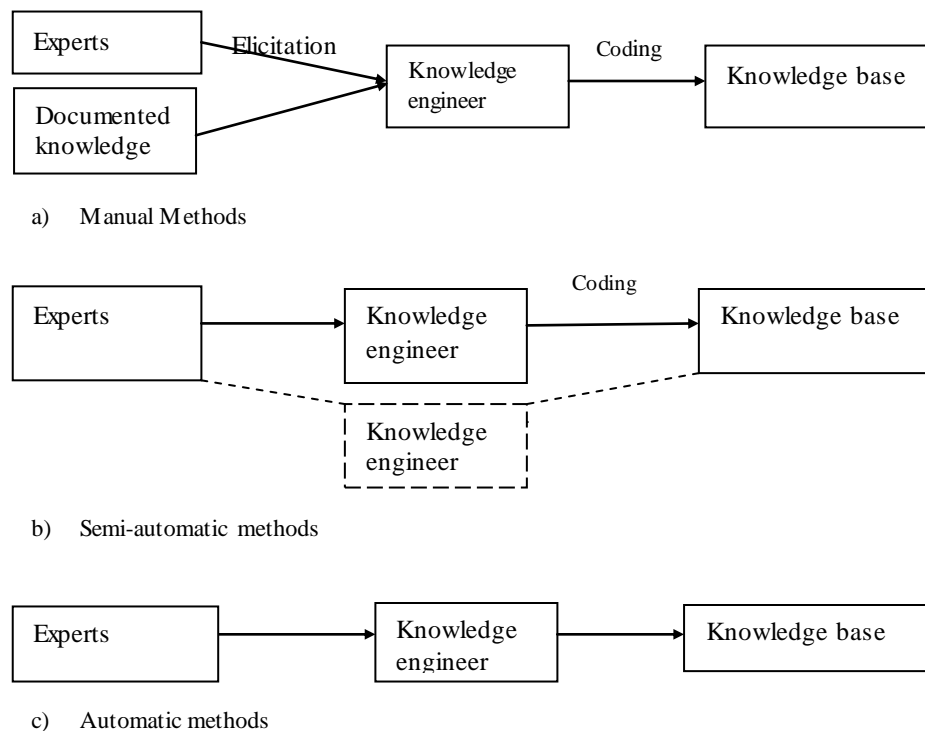 Experts
Elicitation
Knowledge
engineer
Coding
Knowledge base
Documented
knowledge
a) Manual Methods
Experts
Knowledge
engineer
Coding
Knowledge base
Knowledge
engineer
b) Semi-automatic methods
Experts
Knowledge
engineer
Knowledge base
c) Automatic methods